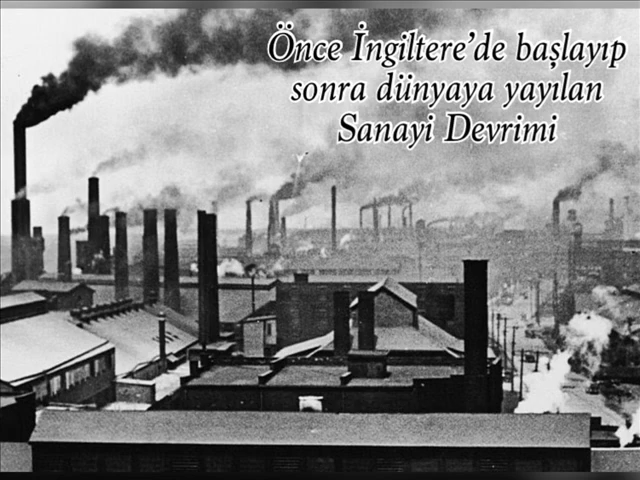 Önce İngiltere'de başlayıp
sonra dünyaya yayılan
Sanayi Devrimi